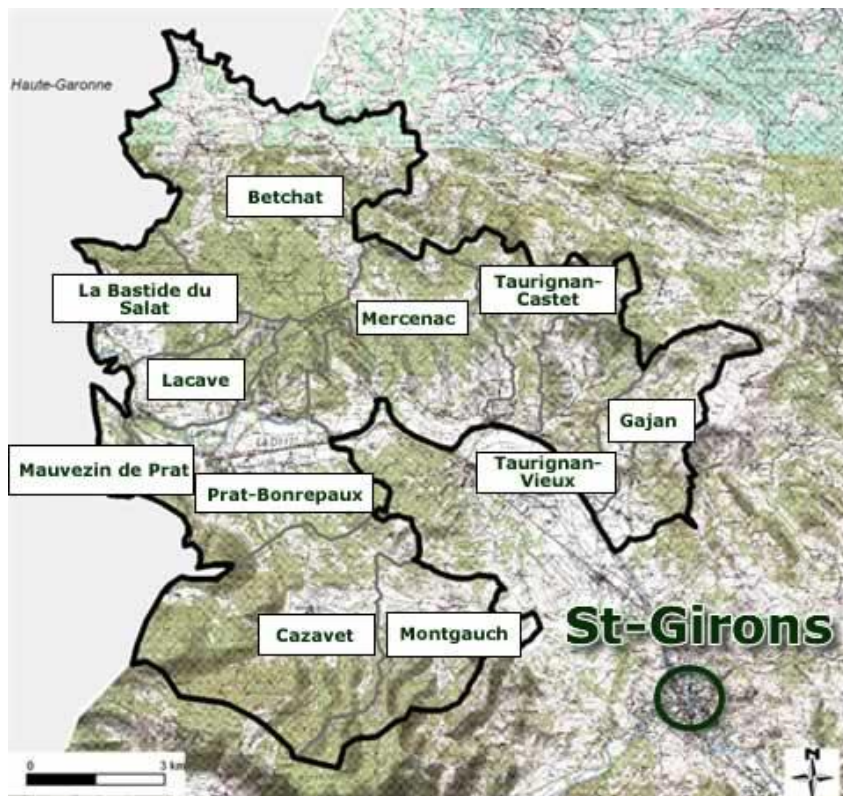 Haute-Garonne
Betchat
La Bastide du
Salat
Taurignan-
Castet
Mercenac
Lacave
Gajan
Mauvezin de Prat
Taurignan-
Vieux
Prat-Bonrepaux
Cazavet
Montgauch
St-Girons
0
3 km
N